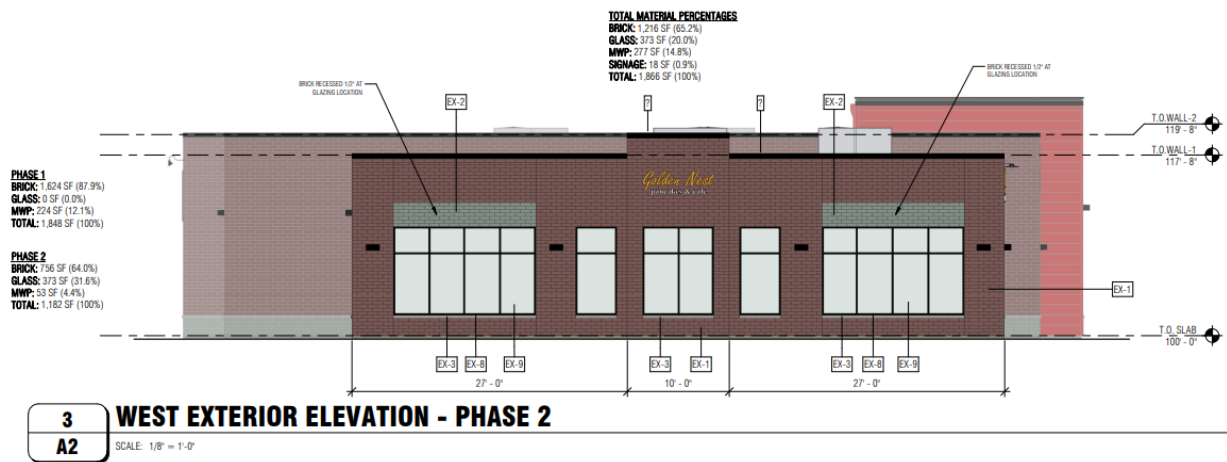 TOTAL MATERIAL PERCENTAGES
BRICK: 1,216 SF (65.2%)
GLASS: 373 SF (20.0%)
MWP: 277 SF (14.8%)
SIGNAGE: 18 SF (0.9%)
TOTAL: 1,866 SF (100%)
BRICK RECESSED 1/2" AT
GLAZING LOCATION
BRICK RECESSED 1/2" AT
GLAZING LOCATION
EX-2
?
?
EX-2
T.O.WALL-2
119' - 8"
T.O.WALL-1
117' - 8"
PHASE 1
BRICK: 1,624 SF (87.9%)
GLASS: 0 SF (0.0%)
MWP: 224 SF (12.1%)
TOTAL: 1,848 SF (100%)
Golden Nest
pancakes & cafe
PHASE 2
BRICK: 756 SF (64.0%)
GLASS: 373 SF (31.6%)
MWP: 53 SF (4.4%)
TOTAL: 1,182 SF (100%)
EX-1
T.O. SLAB
100' - 0"
EX-3
EX-8
EX-9
EX-3
EX-1
EX-3
EX-8
EX-9
27' - 0"
10' - 0"
27' - 0"
3
WEST EXTERIOR ELEVATION - PHASE 2
A2
SCALE: 1/8" = 1'-0"